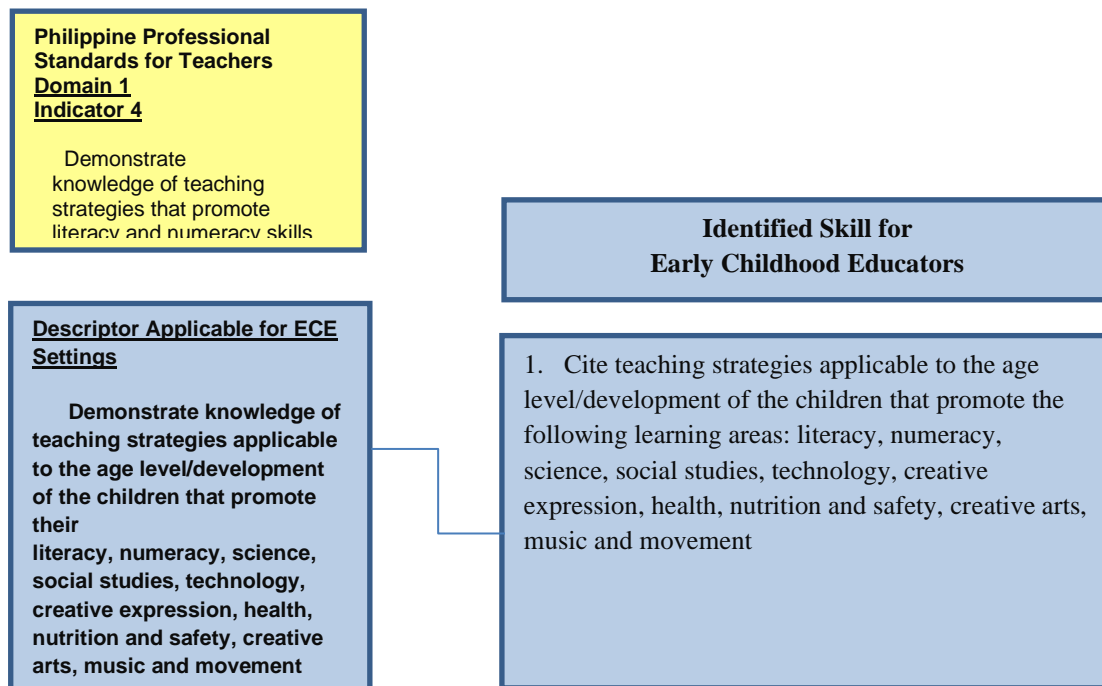 Philippine Professional
Standards for Teachers
Domain 1
Indicator 4
Demonstrate
knowledge of teaching
strategies that promote
literacy and numeracy skills
Identified Skill for
Early Childhood Educators
Descriptor Applicable for ECE
Settings
Demonstrate knowledge of
teaching strategies applicable
to the age level/development
of the children that promote
their
literacy, numeracy, science,
social studies, technology,
creative expression, health,
nutrition and safety, creative
arts, music and movement
1. Cite teaching strategies applicable to the age
level/development of the children that promote the
following learning areas: literacy, numeracy,
science, social studies, technology, creative
expression, health, nutrition and safety, creative arts,
music and movement